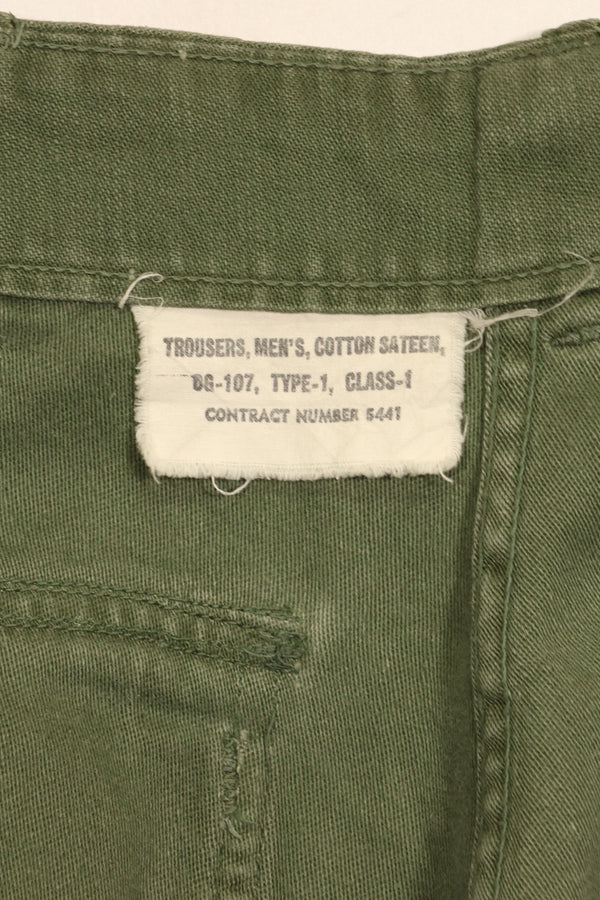 TROUSERS, MEN'S, COTTON SATEEN,
OG-107, TYPE-1, CLASS-1
CONTRACT NUMBER 5441